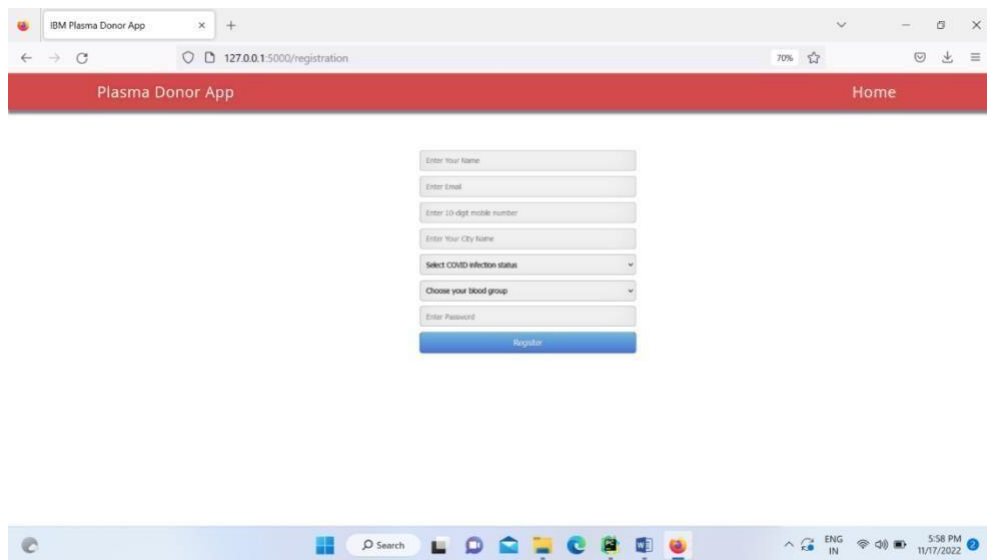 IBM Plasma Donor App
127.0.0.1:5000/registration
70%
Plasma Donor App
Home
Enter Your Name
Enter Email
Enter 10-digit mobile number
Enter Your City Name
Select COVID infection status
Choose your blood group
Enter Password
Register
Search
ENG
IN
5:58 PM
11/17/2022
2